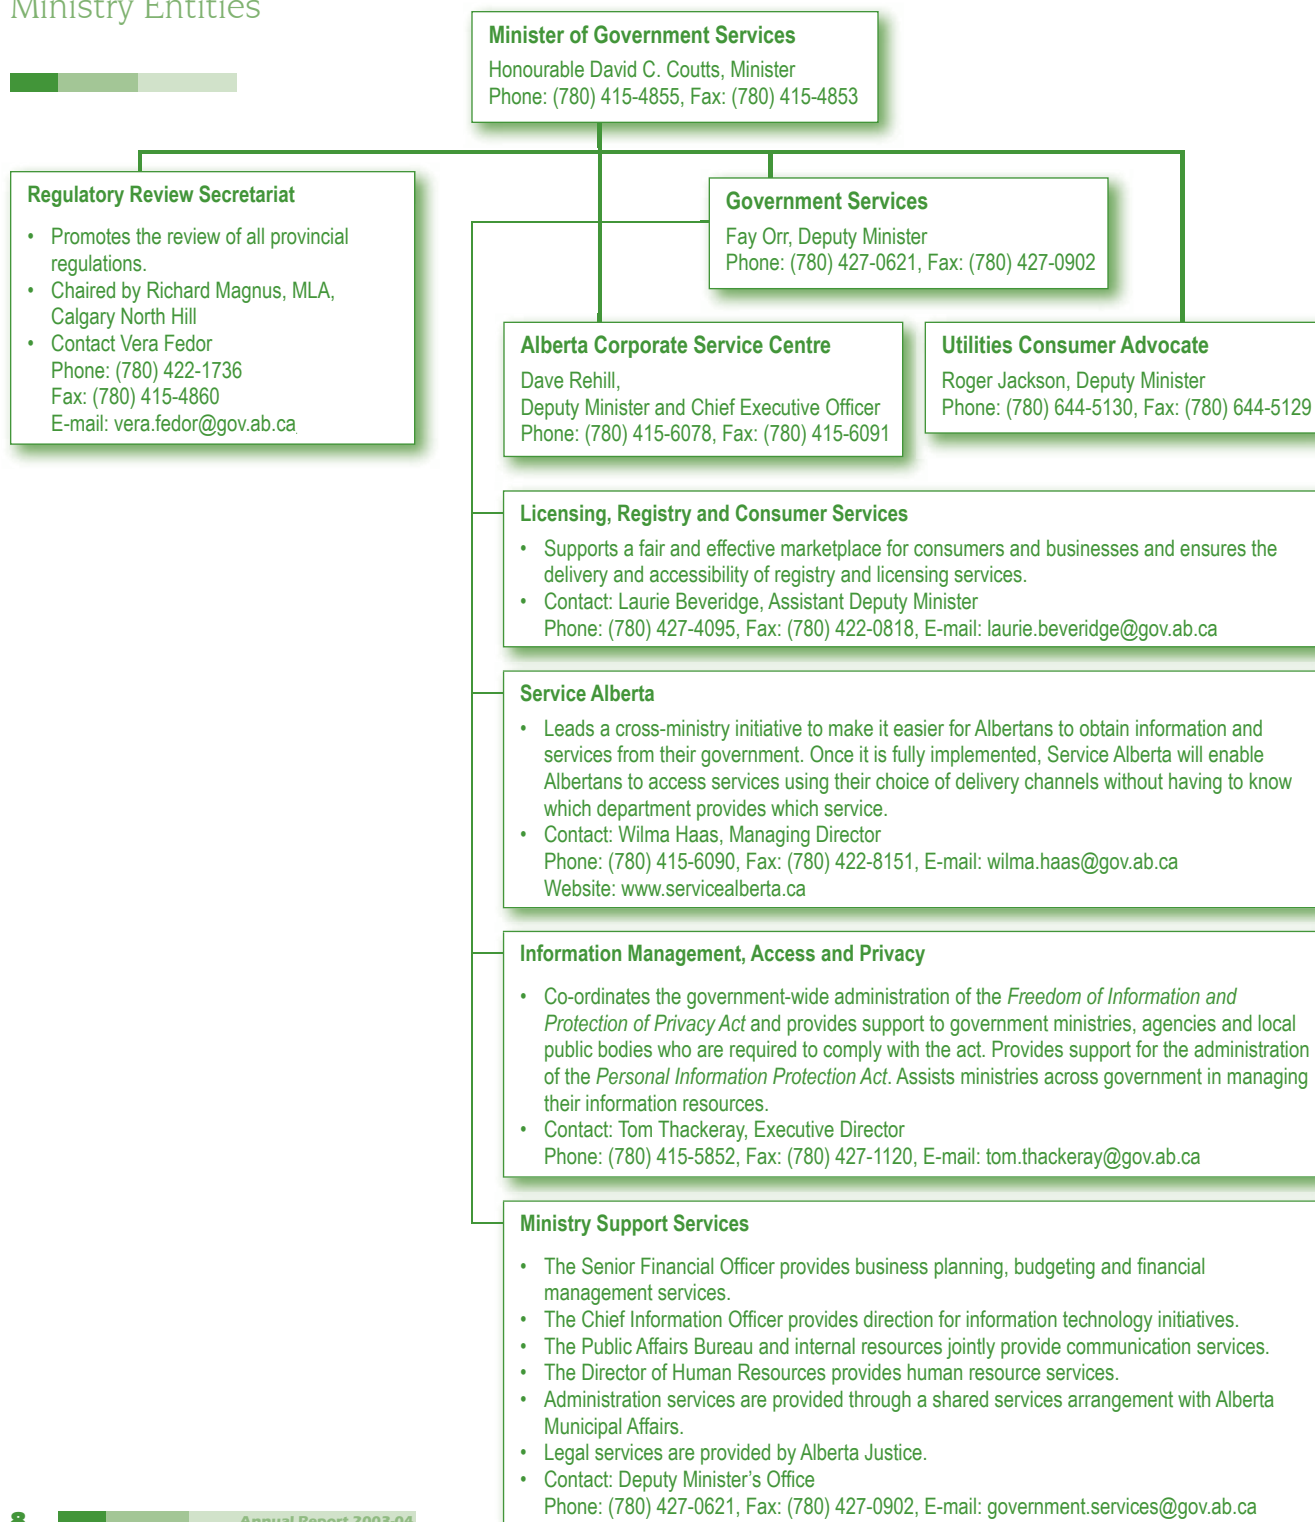 Ministry Entities
Minister of Government Services
Honourable David C. Coutts, Minister
Phone: (780) 415-4855, Fax: (780) 415-4853
Regulatory Review Secretariat
• Promotes the review of all provincial
regulations.
• Chaired by Richard Magnus, MLA,
Calgary North Hill
• Contact Vera Fedor
Phone: (780) 422-1736
Fax: (780) 415-4860
E-mail: vera.fedor@gov.ab.ca
Government Services
Fay Orr, Deputy Minister
Phone: (780) 427-0621, Fax: (780) 427-0902
Alberta Corporate Service Centre
Dave Rehill,
Deputy Minister and Chief Executive Officer
Phone: (780) 415-6078, Fax: (780) 415-6091
Utilities Consumer Advocate
Roger Jackson, Deputy Minister
Phone: (780) 644-5130, Fax: (780) 644-5129
Licensing, Registry and Consumer Services
• Supports a fair and effective marketplace for consumers and businesses and ensures the
delivery and accessibility of registry and licensing services.
• Contact: Laurie Beveridge, Assistant Deputy Minister
Phone: (780) 427-4095, Fax: (780) 422-0818, E-mail: laurie.beveridge@gov.ab.ca
Service Alberta
• Leads a cross-ministry initiative to make it easier for Albertans to obtain information and
services from their government. Once it is fully implemented, Service Alberta will enable
Albertans to access services using their choice of delivery channels without having to know
which department provides which service.
• Contact: Wilma Haas, Managing Director
Phone: (780) 415-6090, Fax: (780) 422-8151, E-mail: wilma.haas@gov.ab.ca
Website: www.servicealberta.ca
Information Management, Access and Privacy
• Co-ordinates the government-wide administration of the Freedom of Information and
Protection of Privacy Act and provides support to government ministries, agencies and local
public bodies who are required to comply with the act. Provides support for the administration
of the Personal Information Protection Act. Assists ministries across government in managing
their information resources.
• Contact: Tom Thackeray, Executive Director
Phone: (780) 415-5852, Fax: (780) 427-1120, E-mail: tom.thackeray@gov.ab.ca
Ministry Support Services
• The Senior Financial Officer provides business planning, budgeting and financial
management services.
• The Chief Information Officer provides direction for information technology initiatives.
• The Public Affairs Bureau and internal resources jointly provide communication services.
• The Director of Human Resources provides human resource services.
• Administration services are provided through a shared services arrangement with Alberta
Municipal Affairs.
• Legal services are provided by Alberta Justice.
• Contact: Deputy Minister's Office
Phone: (780) 427-0621, Fax: (780) 427-0902, E-mail: government.services@gov.ab.ca
8
Annual Report 2003-04